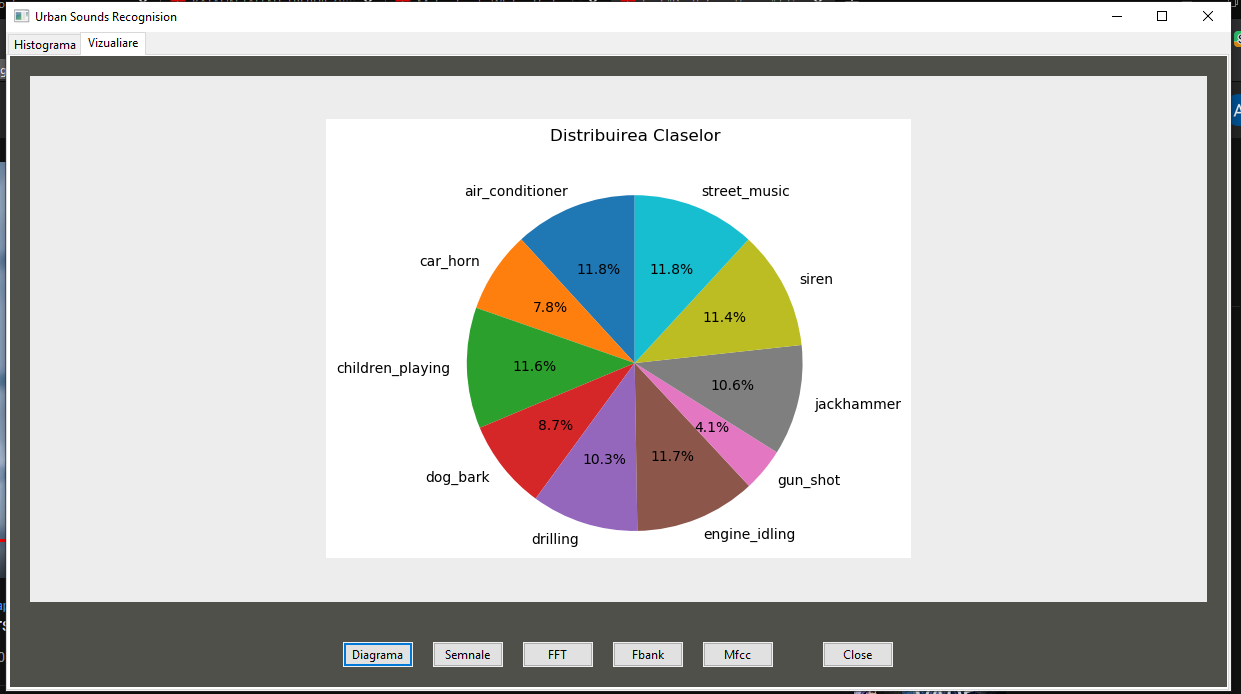 Urban Sounds Recognision
Histograma
Vizualiare
Distribuirea Claselor
air_conditioner
street_music
car_horn
siren
11.8%
11.8%
7.8%
11.4%
children_playing
11.6%
10.6%
jackhammer
8.7%
4.1%
dog_bark
10.3%
11.7%
gun_shot
drilling
engine_idling
Diagrama
Semnale
FFT
Fbank
Mfcc
Close